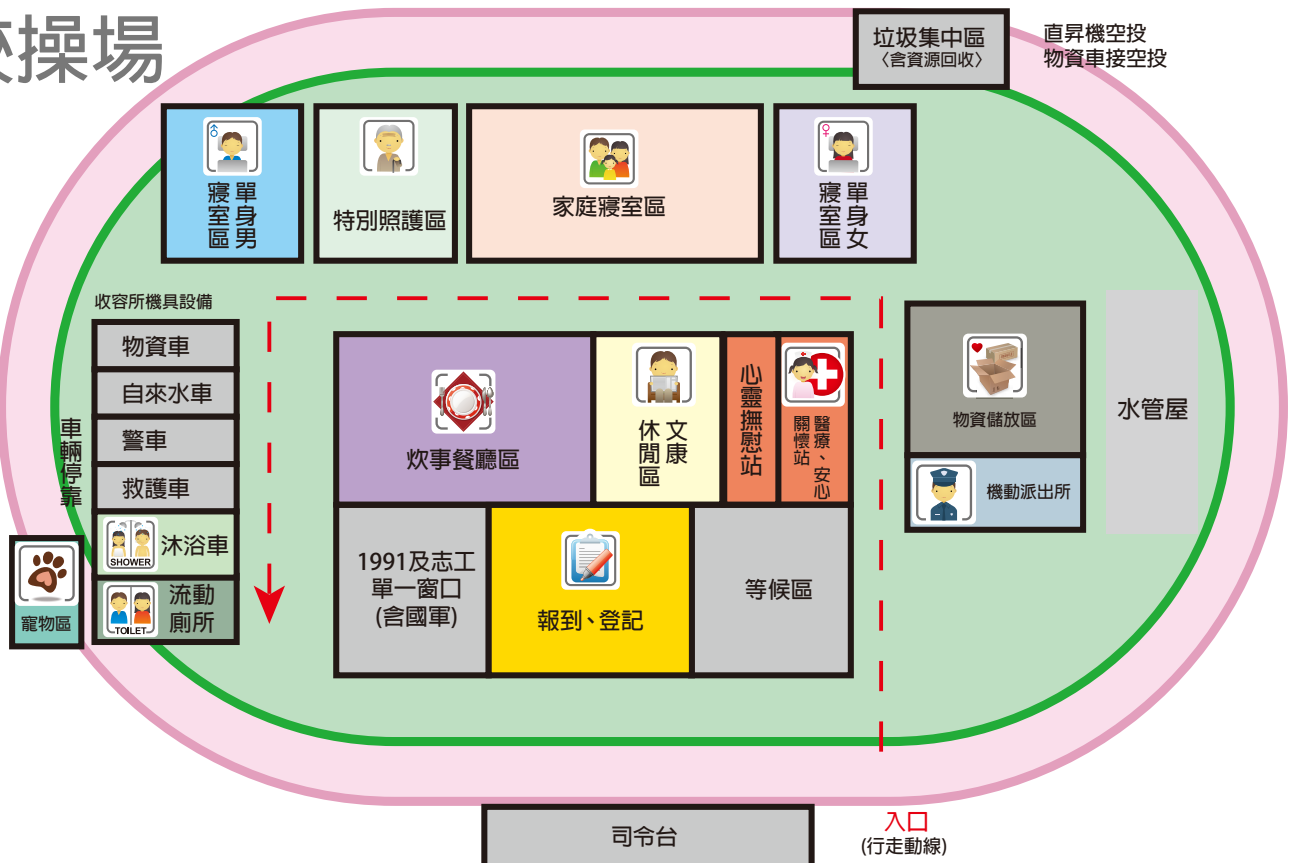 操場
垃圾集中區
〈含資源回收〉
直昇機空投
物資車接空投
單身男
寢室區
特別照護區
家庭寢室區
單身女
寢室區
收容所機具設備
物資車
自來水車
警車
救護車
SHOWER
沐浴車
TOILET
流動
廁所
車輛停靠
寵物區
炊事餐廳區
文康
休閒區
心靈撫慰站
醫療、安心
關懷站
1991及志工
單一窗口
(含國軍)
報到、登記
等候區
物資儲放區
機動派出所
水管屋
司令台
入口
(行走動線)